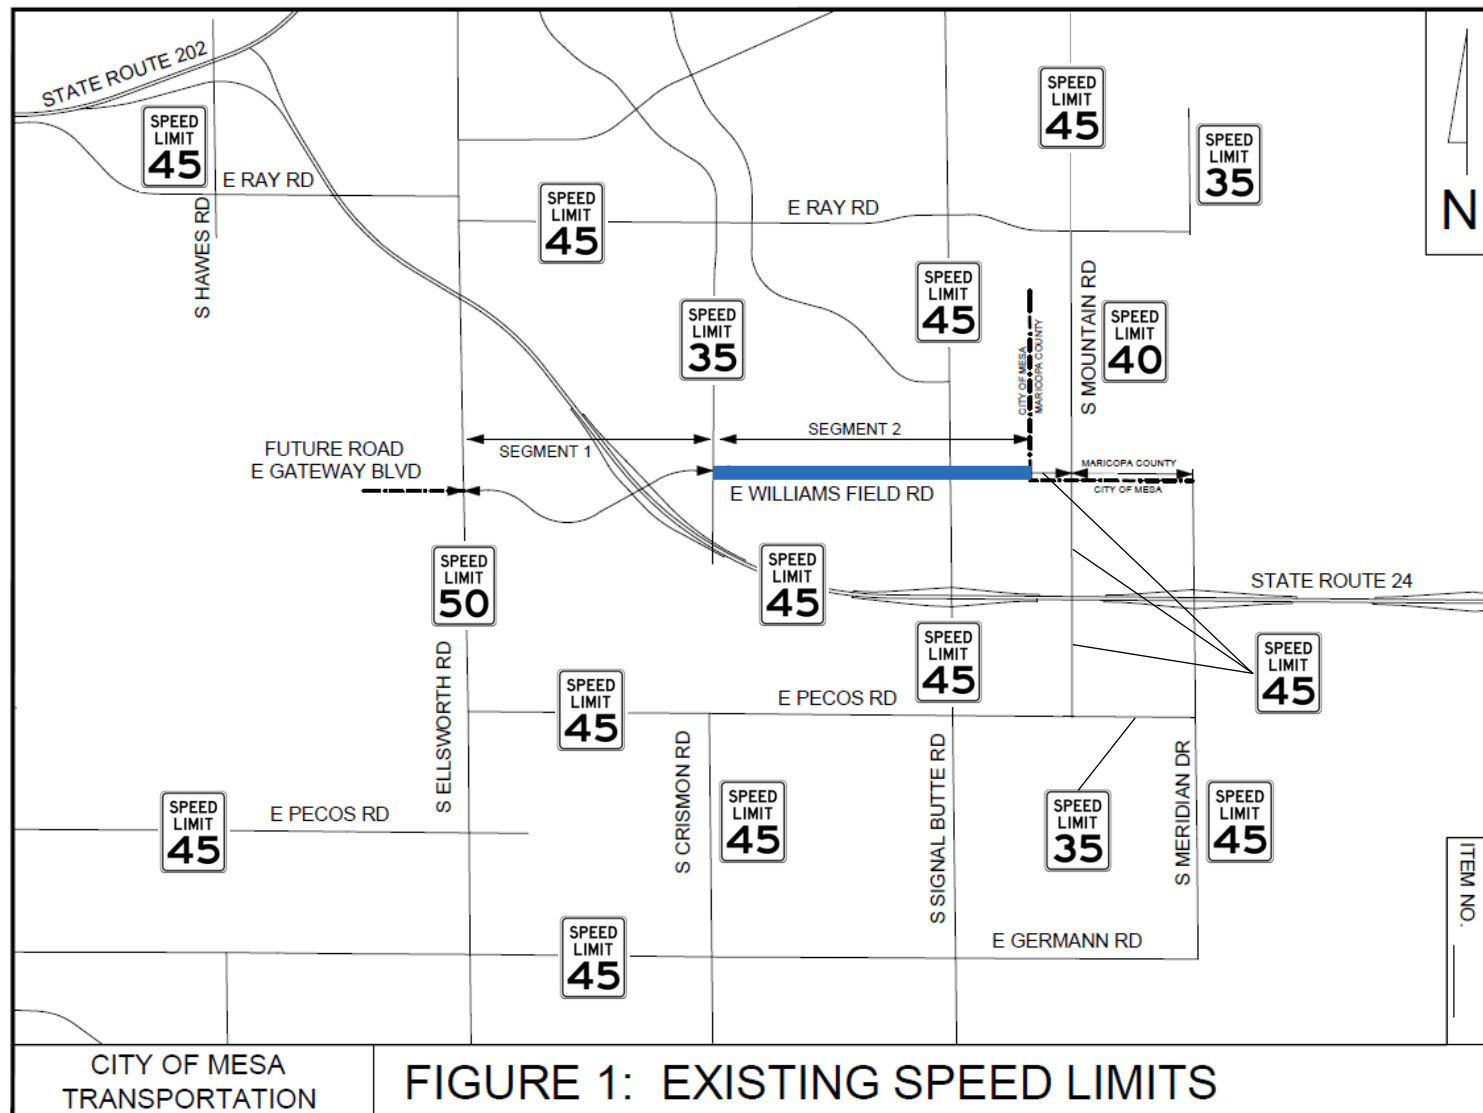 STATE ROUTE 202
SPEED
LIMIT
45
E RAY RD
S HAWES RD
SPEED
LIMIT
45
E RAY RD
SPEED
LIMIT
45
SPEED
LIMIT
35
N
SPEED
LIMIT
45
S MOUNTAIN RD
SPEED
LIMIT
40
SPEED
LIMIT
35
CITY OF MESA
MARICOPA COUNTY
FUTURE ROAD
E GATEWAY BLVD
SEGMENT 1
SEGMENT 2
E WILLIAMS FIELD RD
MARICOPA COUNTY
CITY OF MESA
SPEED
LIMIT
50
SPEED
LIMIT
45
STATE ROUTE 24
SPEED
LIMIT
45
SPEED
LIMIT
45
S ELLSWORTH RD
SPEED
LIMIT
45
E PECOS RD
S CRISMON RD
S SIGNAL BUTTE RD
S MERIDIAN DR
SPEED
LIMIT
45
E PECOS RD
SPEED
LIMIT
45
SPEED
LIMIT
35
SPEED
LIMIT
45
SPEED
LIMIT
45
E GERMANN RD
ITEM NO.
CITY OF MESA
TRANSPORTATION
FIGURE 1: EXISTING SPEED LIMITS